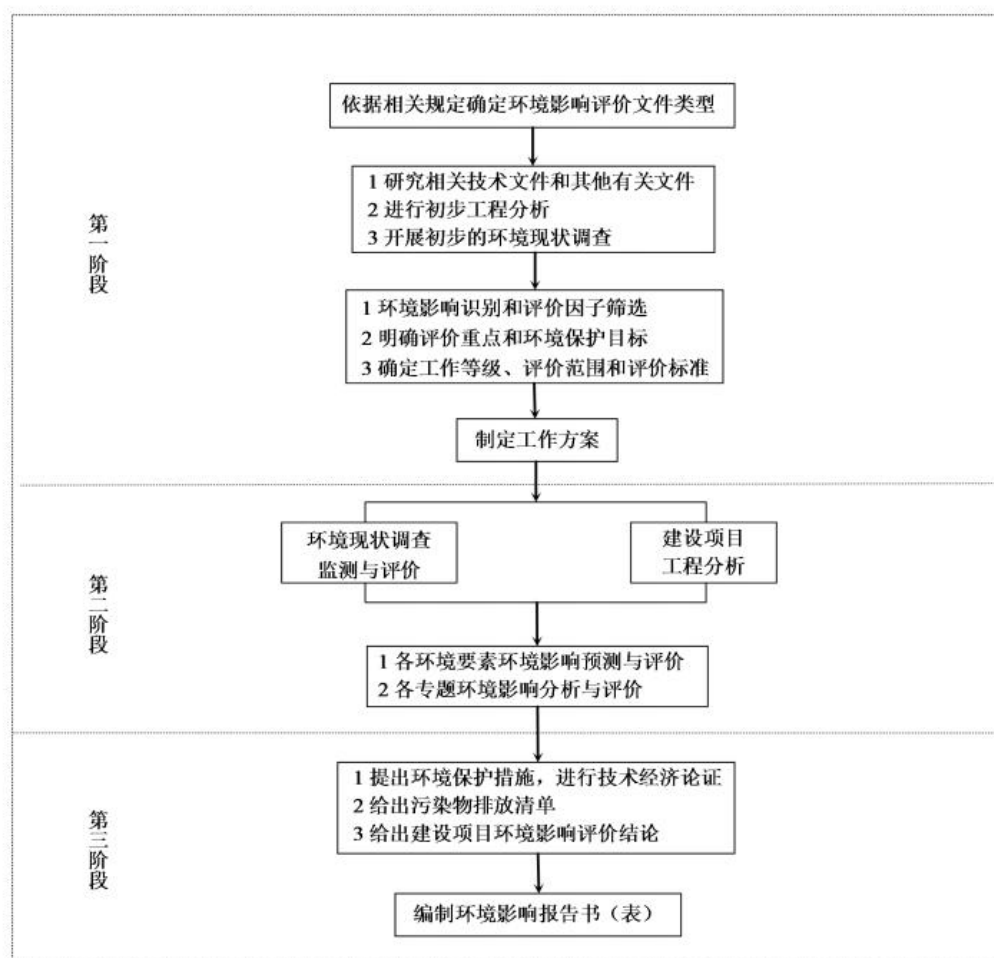 依据相关规定确定环境影响评价文件类型
1 研究相关技术文件和其他有关文件
2 进行初步工程分析
3 开展初步的环境现状调查
第一阶段
1 环境影响识别和评价因子筛选
2 明确评价重点和环境保护目标
3 确定工作等级、评价范围和评价标准
制定工作方案
环境现状调查
监测与评价
建设项目
工程分析
第二阶段
1 各环境要素环境影响预测与评价
2 各专题环境影响分析与评价
1 提出环境保护措施，进行技术经济论证
2 给出污染物排放清单
3 给出建设项目环境影响评价结论
第三阶段
编制环境影响报告书（表）